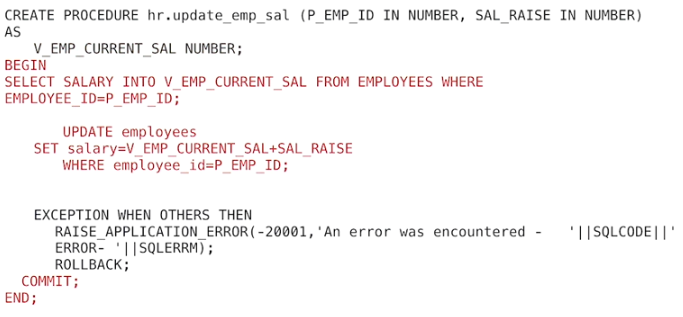 CREATE PROCEDURE hr.update_emp_sal (P_EMP_ID IN NUMBER, SAL_RAISE IN NUMBER)
AS
V_EMP_CURRENT_SAL NUMBER;
BEGIN
SELECT SALARY INTO V_EMP_CURRENT_SAL FROM EMPLOYEES WHERE
EMPLOYEE_ID=P_EMP_ID;
UPDATE employees
SET salary=V_EMP_CURRENT_SAL+SAL_RAISE
WHERE employee_id=P_EMP_ID;
EXCEPTION WHEN OTHERS THEN
RAISE_APPLICATION_ERROR(-20001,'An error was encountered - '||SQLCODE||'
ERROR- '||SQLERRM);
ROLLBACK;
COMMIT;
END;